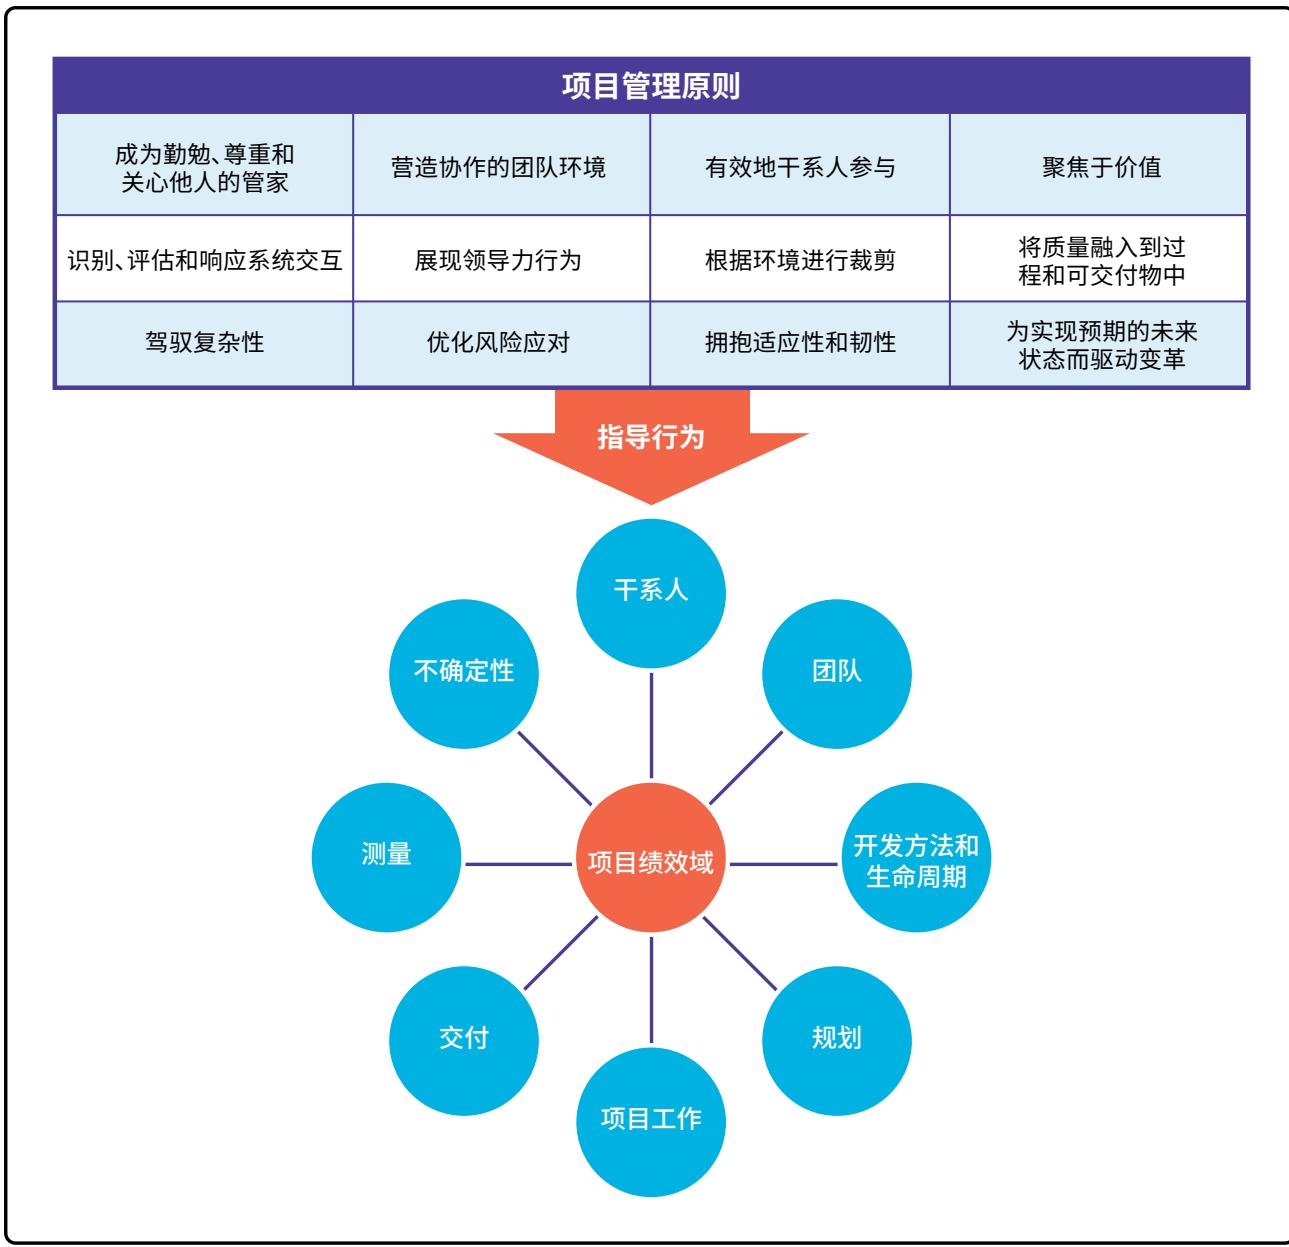 项目管理原则
成为勤勉、尊重和
关心他人的管家
营造协作的团队环境
有效地干系人参与
聚焦于价值
识别、评估和响应系统交互
展现领导力行为
根据环境进行裁剪
将质量融入到过
程和可交付物中
驾驭复杂性
优化风险应对
拥抱适应性和韧性
为实现预期的未来
状态而驱动变革
指导行为
干系人
不确定性
团队
测量
项目绩效域
开发方法和
生命周期
交付
规划
项目工作